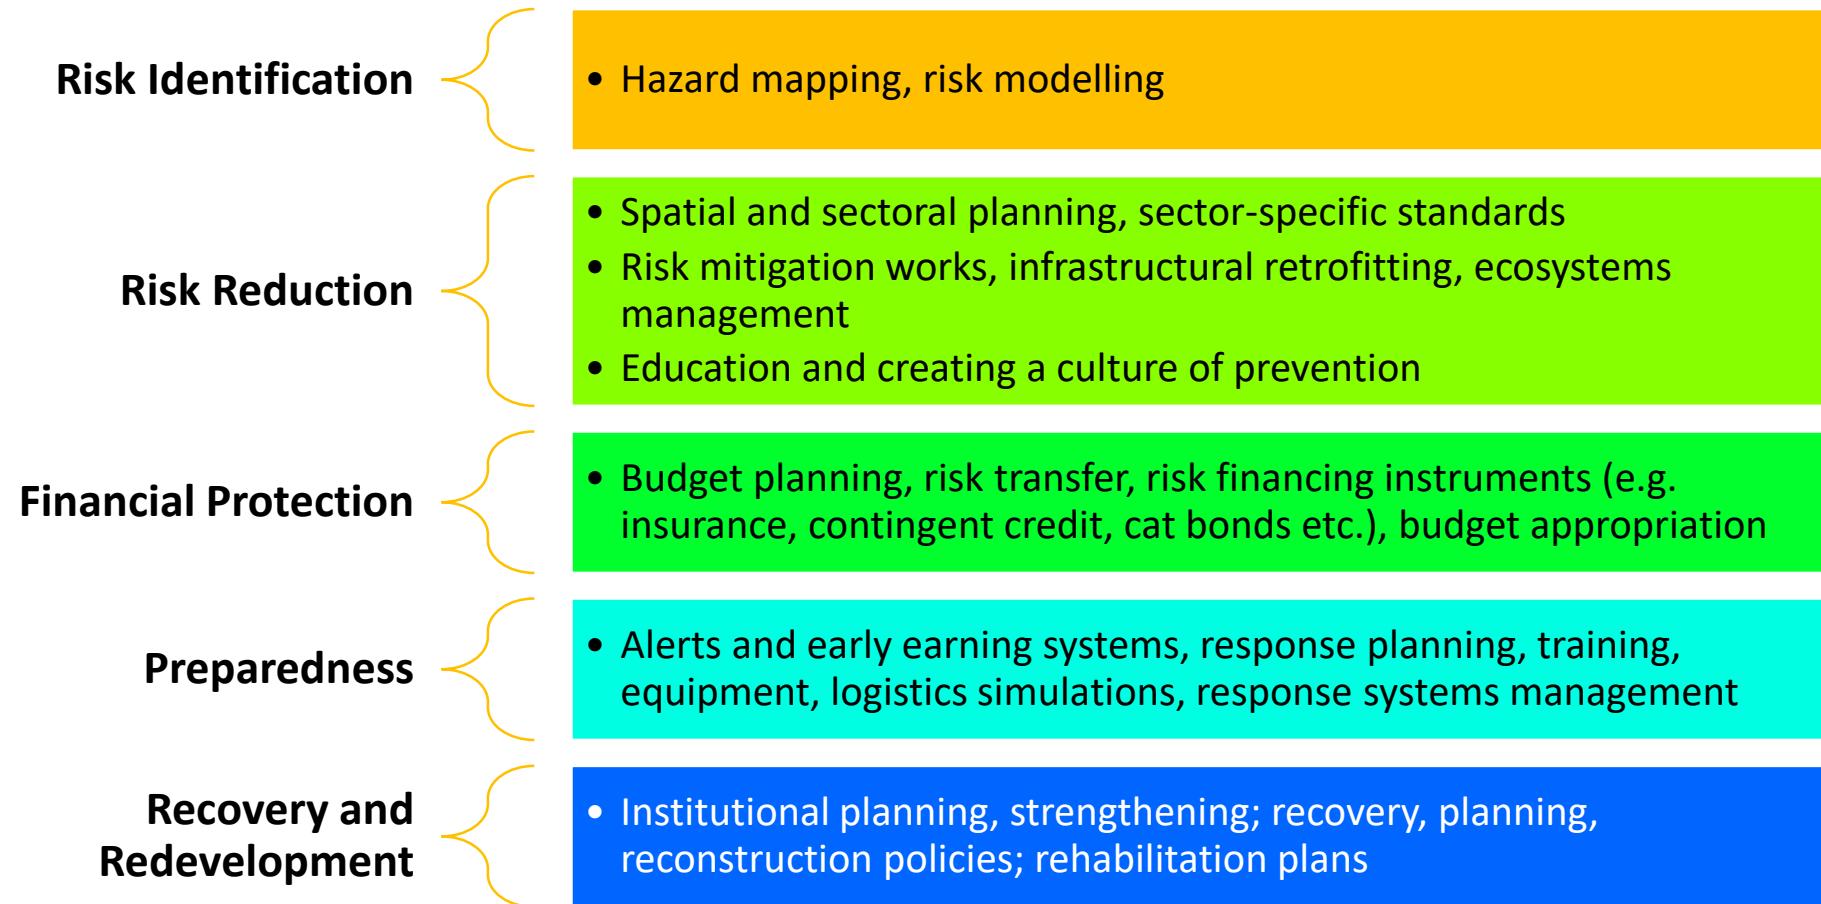 Risk Identification
• Hazard mapping, risk modelling
Risk Reduction
• Spatial and sectoral planning, sector-specific standards
• Risk mitigation works, infrastructural retrofitting, ecosystems
management
• Education and creating a culture of prevention
Financial Protection
• Budget planning, risk transfer, risk financing instruments (e.g.
insurance, contingent credit, cat bonds etc.), budget appropriation
Preparedness
• Alerts and early earning systems, response planning, training,
equipment, logistics simulations, response systems management
Recovery and
Redevelopment
• Institutional planning, strengthening; recovery, planning,
reconstruction policies; rehabilitation plans